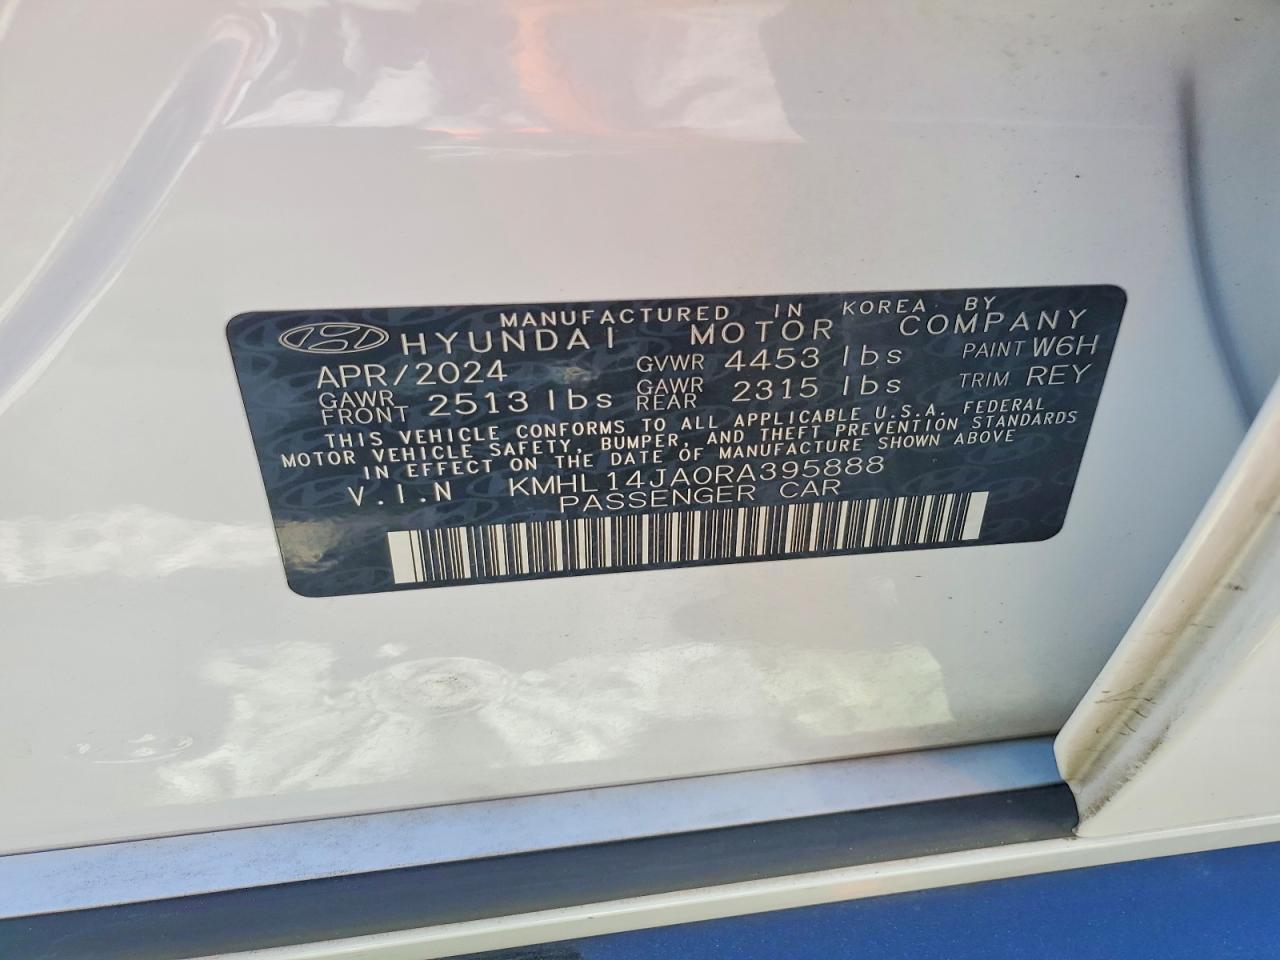 MANUFACTURED IN KOREA BY
HYUNDAI MOTOR COMPANY
APR/2024 GVWR 4453 lbs PAINT W6H
GAWR FRONT 2513 lbs GAWR REAR 2315 lbs TRIM REY
THIS VEHICLE CONFORMS TO ALL APPLICABLE U.S.A. FEDERAL
MOTOR VEHICLE SAFETY, BUMPER, AND THEFT PREVENTION STANDARDS
IN EFFECT ON THE DATE OF MANUFACTURE SHOWN ABOVE
V.I.N KMHL14JA0RA395888
PASSENGER CAR